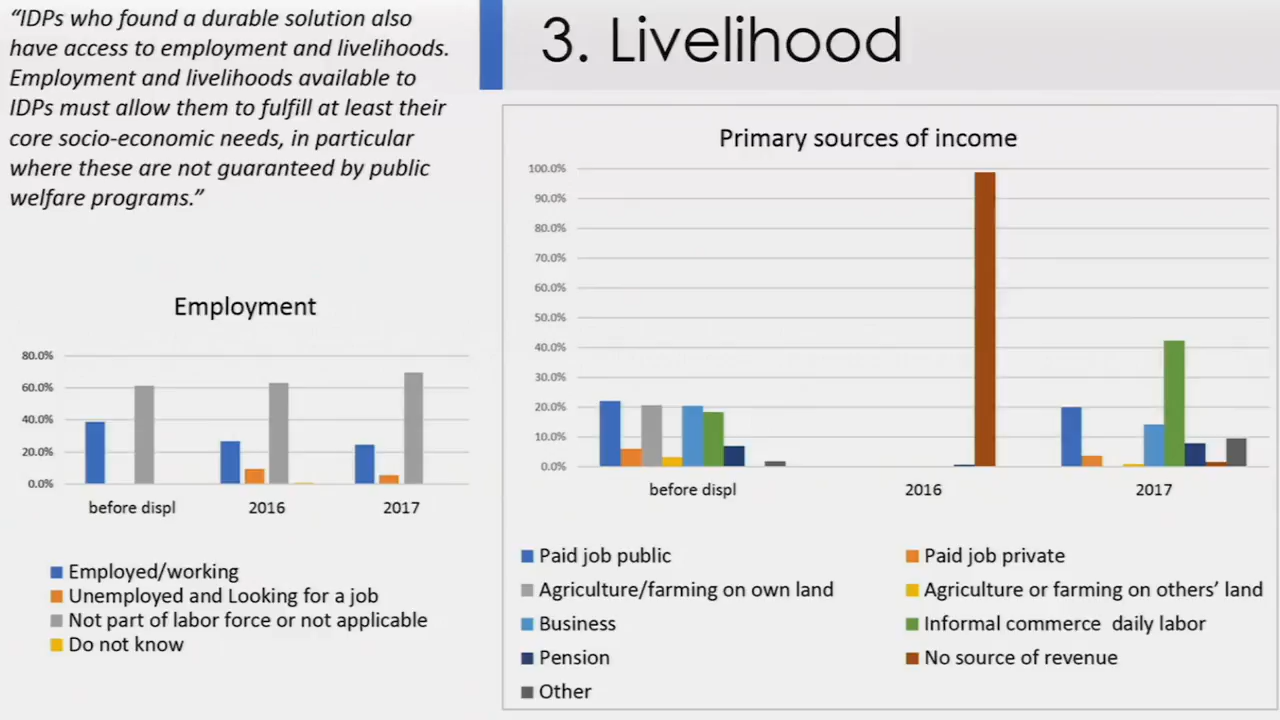 “IDPs who found a durable solution also
have access to employment and livelihoods.
Employment and livelihoods available to
IDPs must allow them to fulfill at least their
core socio-economic needs, in particular
where these are not guaranteed by public
welfare programs.”
3. Livelihood
Employment
80.0%
60.0%
40.0%
20.0%
0.0%
before displ 2016 2017
Employed/working
Unemployed and Looking for a job
Not part of labor force or not applicable
Do not know
Primary sources of income
100.0%
90.0%
80.0%
70.0%
60.0%
50.0%
40.0%
30.0%
20.0%
10.0%
0.0%
before displ 2016 2017
Paid job public Paid job private
Agriculture/farming on own land Agriculture or farming on others’ land
Business Informal commerce daily labor
Pension No source of revenue
Other